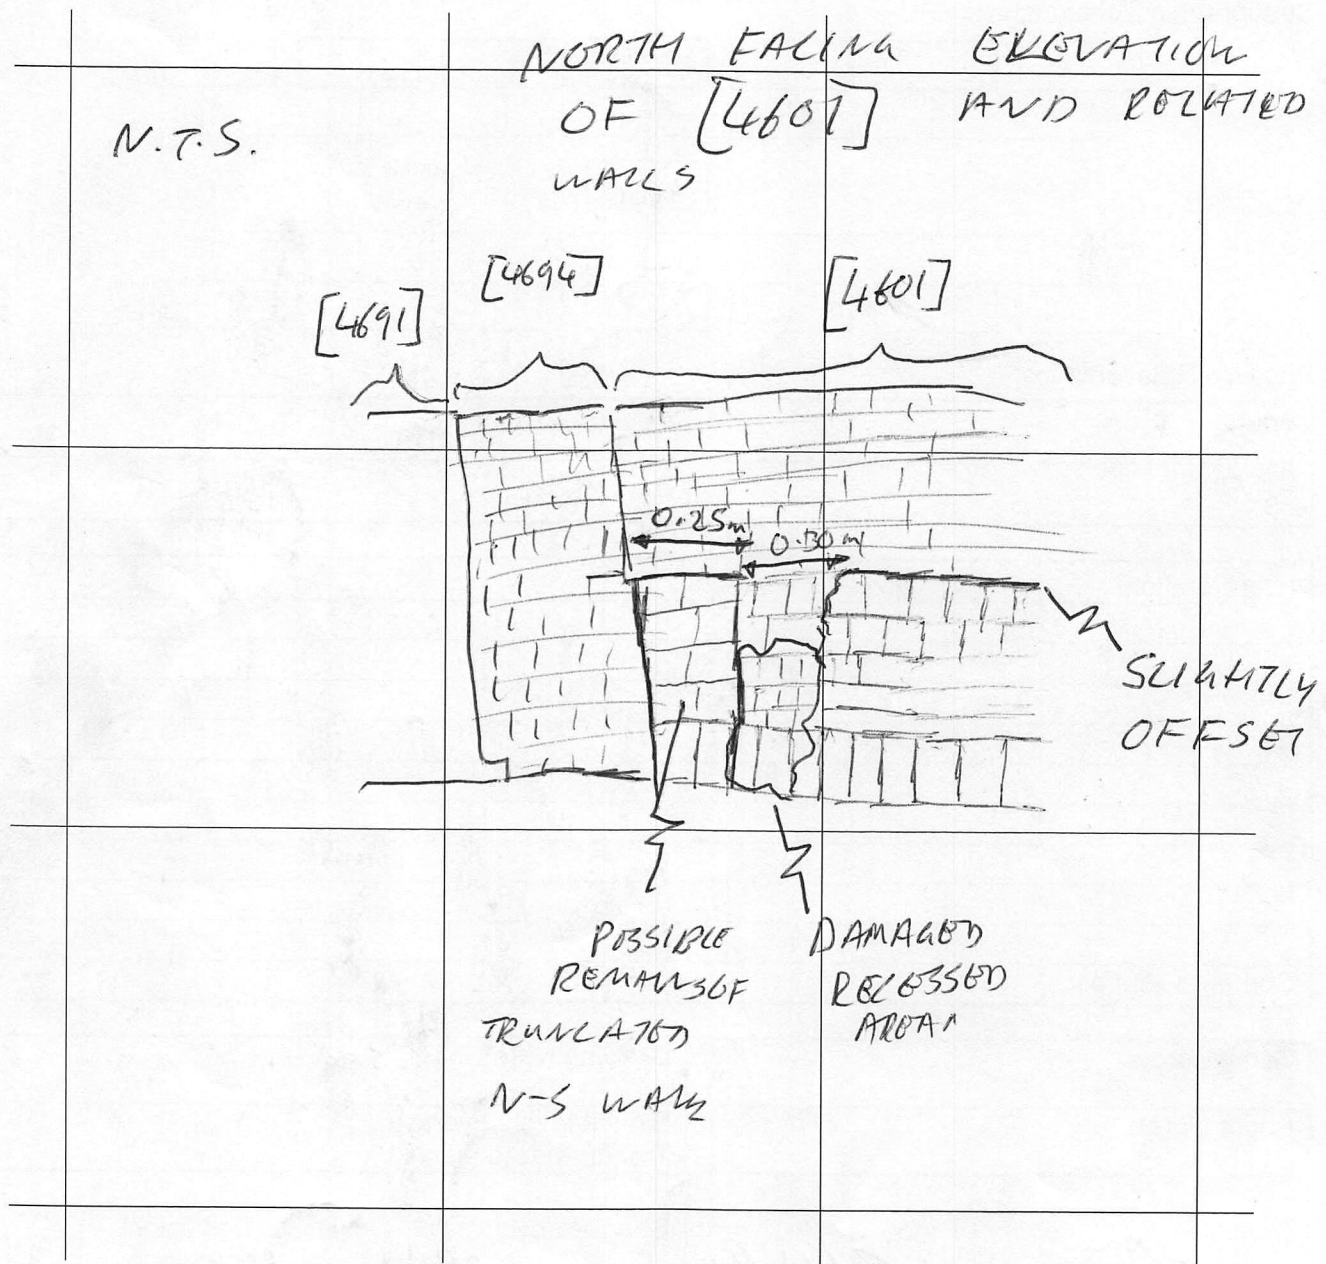 NORTH FACING ELEVATION
OF [4601] AND RELATED
WALLS
N.T.S.
[4691]
[4694]
[4601]
0.25m
0.30m
SLIGHTLY
OFFSET
POSSIBLE
REMAINS OF
TRUNCATED
N-S WALL
DAMAGED
RECESSED
AREA